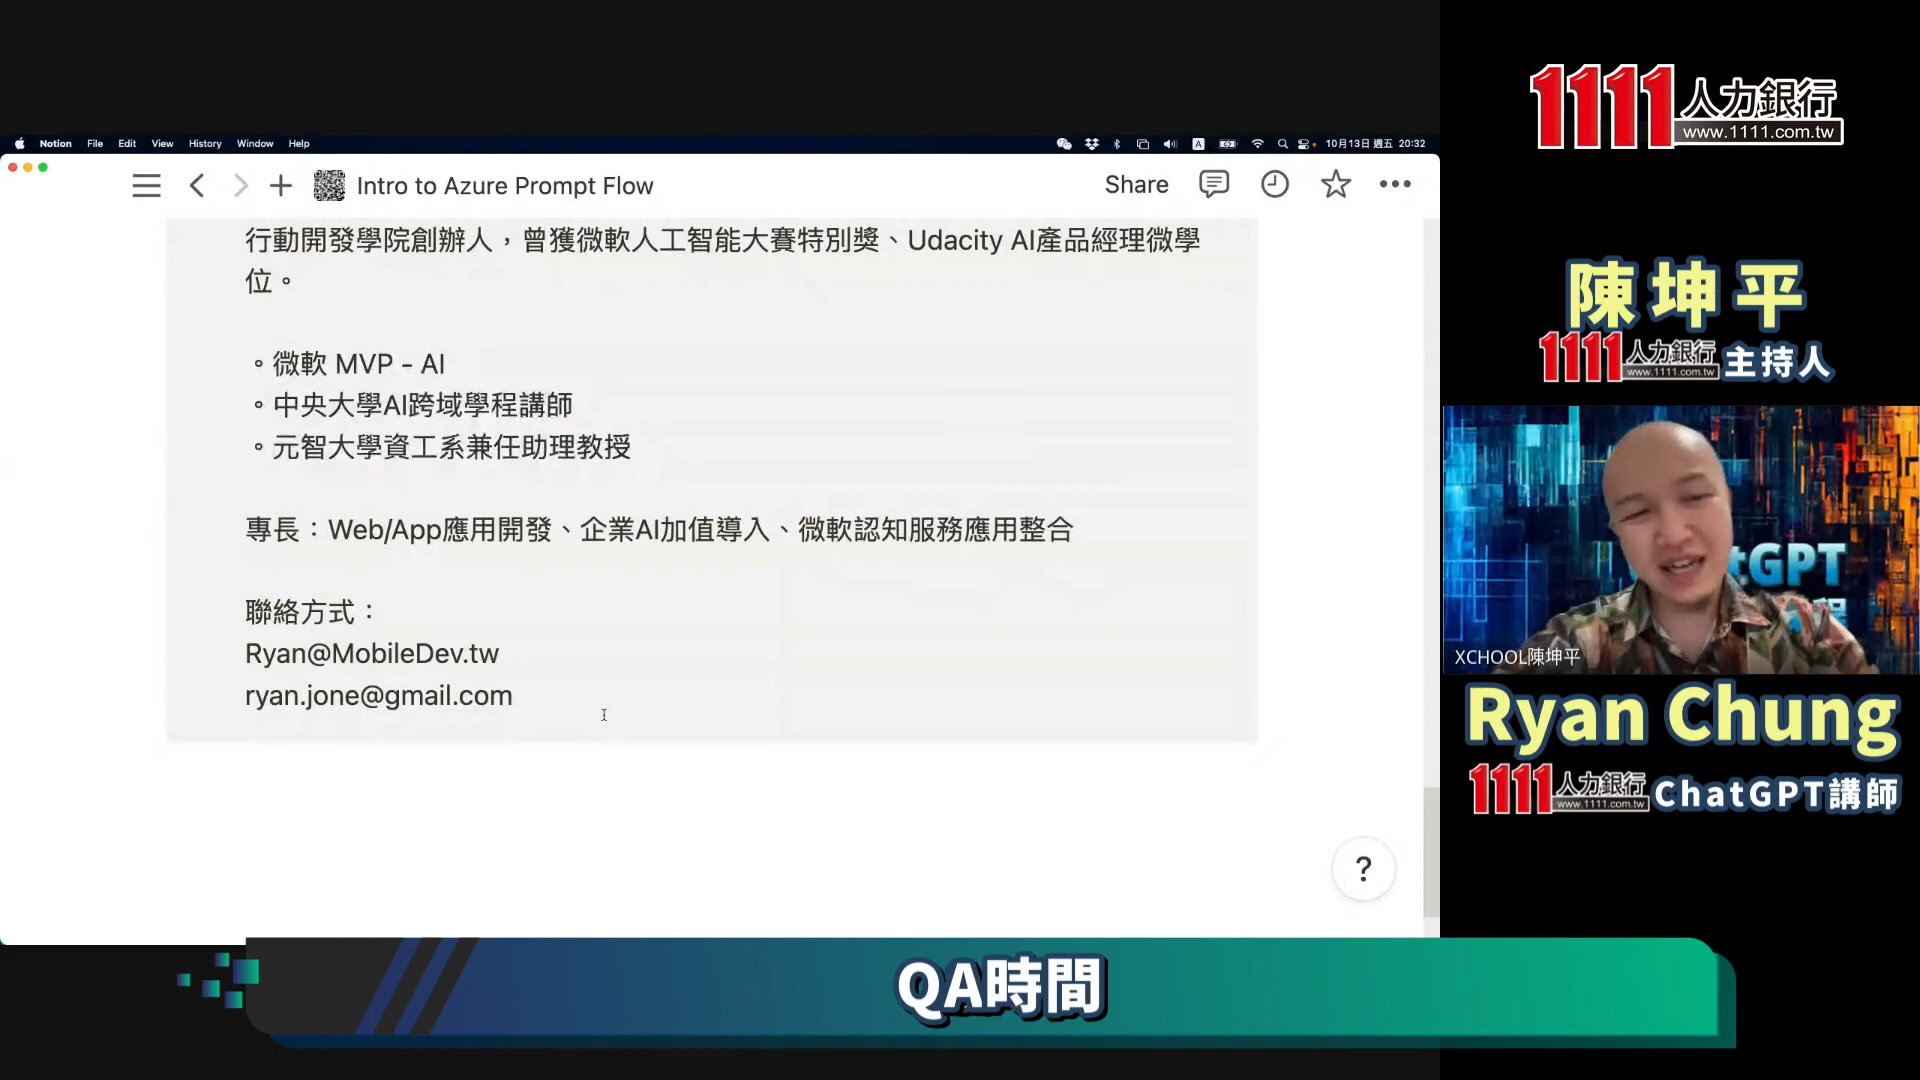 Notion File Edit View History Window Help
A
10月13日 週五 20:32
Intro to Azure Prompt Flow
Share
行動開發學院創辦人，曾獲微軟人工智能大賽特別獎、Udacity AI產品經理微學
位。
。微軟 MVP - AI
。中央大學AI跨域學程講師
。元智大學資工系兼任助理教授
專長：Web/App應用開發、企業AI加值導入、微軟認知服務應用整合
聯絡方式：
Ryan@MobileDev.tw
ryan.jone@gmail.com
?
QA時間
1111人力銀行
www.1111.com.tw
陳坤平
1111人力銀行 主持人
www.1111.com.tw
tGPT
程
XCHOOL陳坤平
Ryan Chung
1111人力銀行 ChatGPT講師
www.1111.com.tw